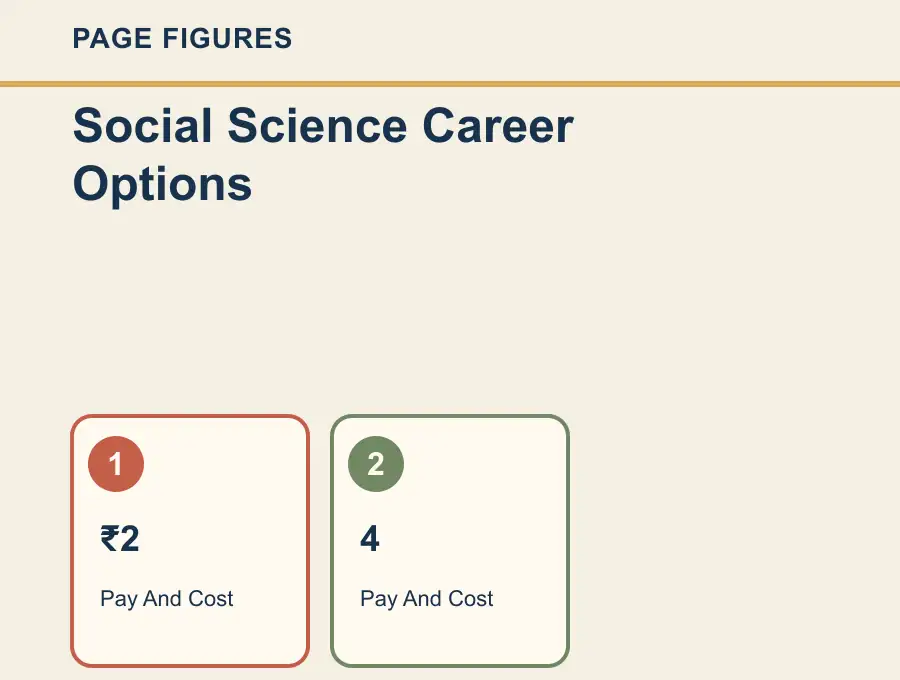 PAGE FIGURES
Social Science Career
Options
1
₹2
Pay And Cost
2
4
Pay And Cost